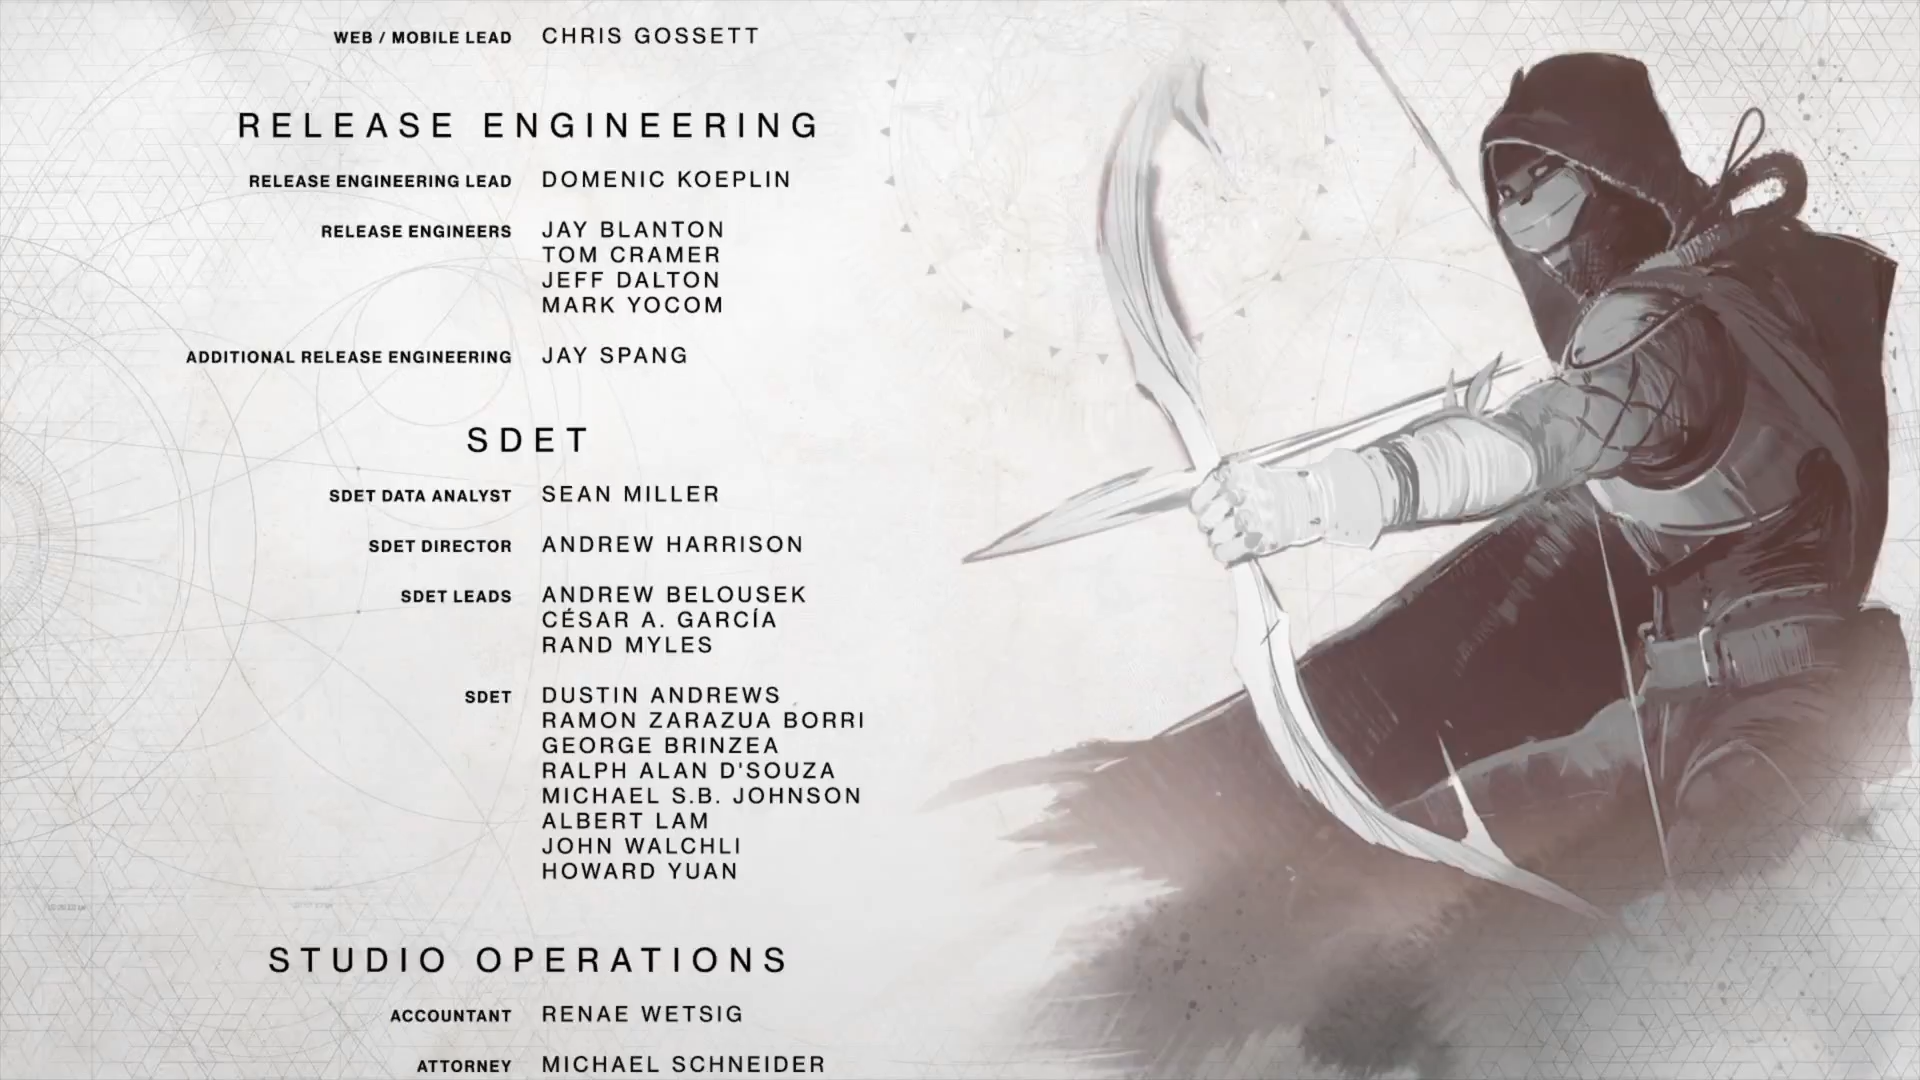 WEB / MOBILE LEAD CHRIS GOSSETT
RELEASE ENGINEERING
RELEASE ENGINEERING LEAD DOMENIC KOEPLIN
RELEASE ENGINEERS JAY BLANTON
TOM CRAMER
JEFF DALTON
MARK YOCOM
ADDITIONAL RELEASE ENGINEERING JAY SPANG
SDET
SDET DATA ANALYST SEAN MILLER
SDET DIRECTOR ANDREW HARRISON
SDET LEADS ANDREW BELOUSEK
CÉSAR A. GARCÍA
RAND MYLES
SDET DUSTIN ANDREWS
RAMON ZARAZUA BORRI
GEORGE BRINZEA
RALPH ALAN D'SOUZA
MICHAEL S.B. JOHNSON
ALBERT LAM
JOHN WALCHLI
HOWARD YUAN
STUDIO OPERATIONS
ACCOUNTANT RENAE WETSIG
ATTORNEY MICHAEL SCHNEIDER